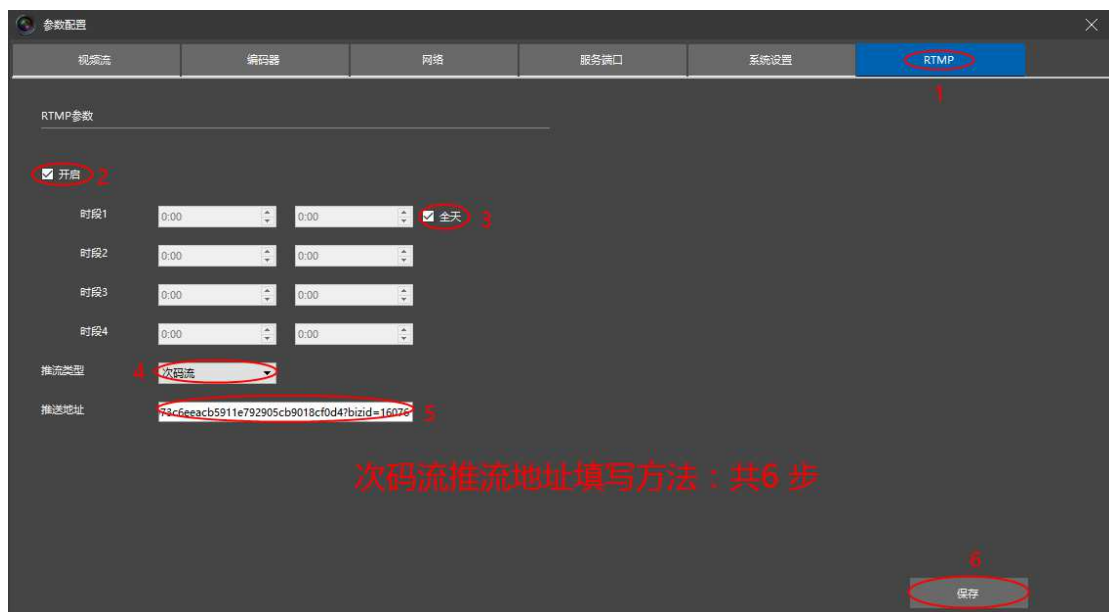 参数配置
视频流 编码器 网络 服务端口 系统设置 RTMP
1
RTMP参数
开启 2
时段1 0:00 0:00 全天 3
时段2 0:00 0:00
时段3 0:00 0:00
时段4 0:00 0:00
推流类型 4 次码流
推送地址 73c6eeacb5911e792905cb9018cf0d4?bizid=16076 5
次码流推流地址填写方法：共6 步
6
保存